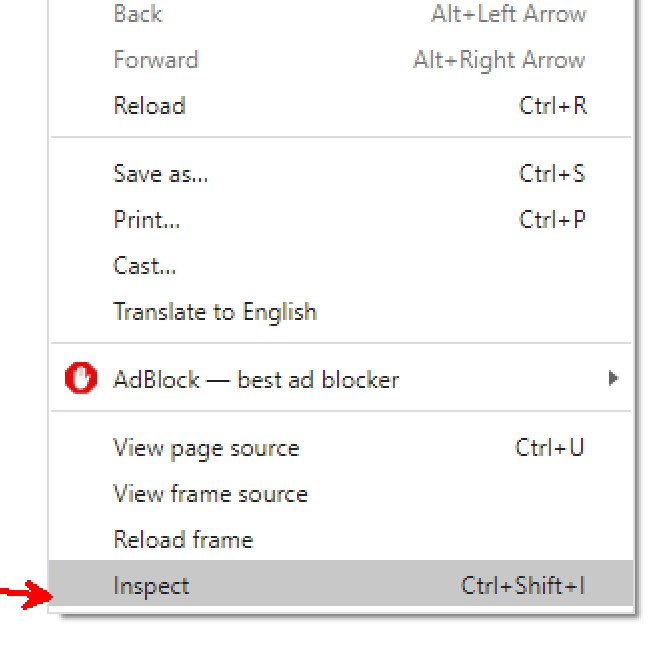 Back Alt+Left Arrow
Forward Alt+Right Arrow
Reload Ctrl+R
Save as... Ctrl+S
Print... Ctrl+P
Cast...
Translate to English
AdBlock — best ad blocker
View page source Ctrl+U
View frame source
Reload frame
Inspect Ctrl+Shift+I